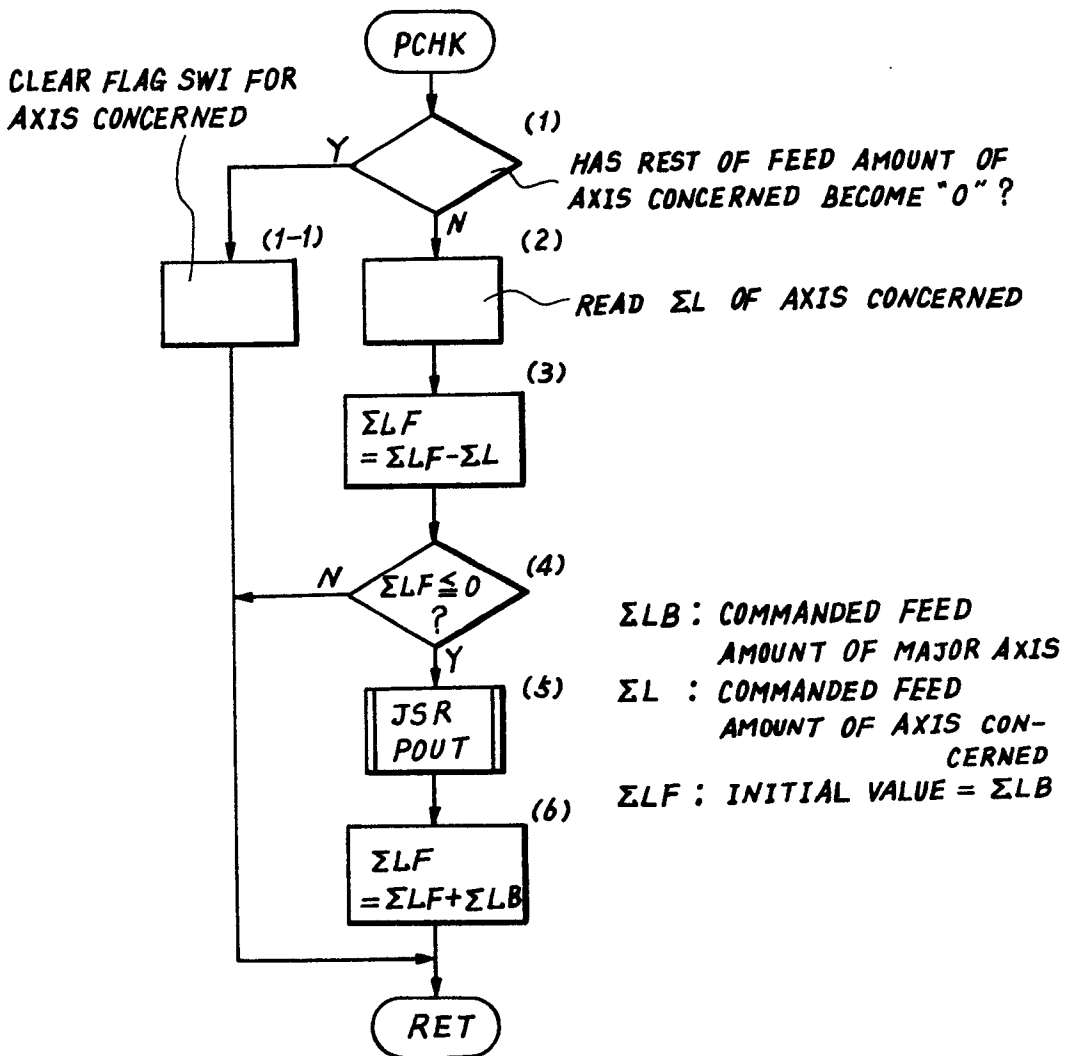 PCHK
CLEAR FLAG SWI FOR
AXIS CONCERNED
(1)
Y
HAS REST OF FEED AMOUNT OF
AXIS CONCERNED BECOME "0" ?
N
(1-1)
(2)
READ ΣL OF AXIS CONCERNED
(3)
ΣLF
= ΣLF-ΣL
(4)
N
ΣLF ≦ 0
?
Y
(5)
JSR
POUT
(6)
ΣLF
= ΣLF+ΣLB
RET
ΣLB : COMMANDED FEED
AMOUNT OF MAJOR AXIS
ΣL : COMMANDED FEED
AMOUNT OF AXIS CON-
CERNED
ΣLF : INITIAL VALUE = ΣLB